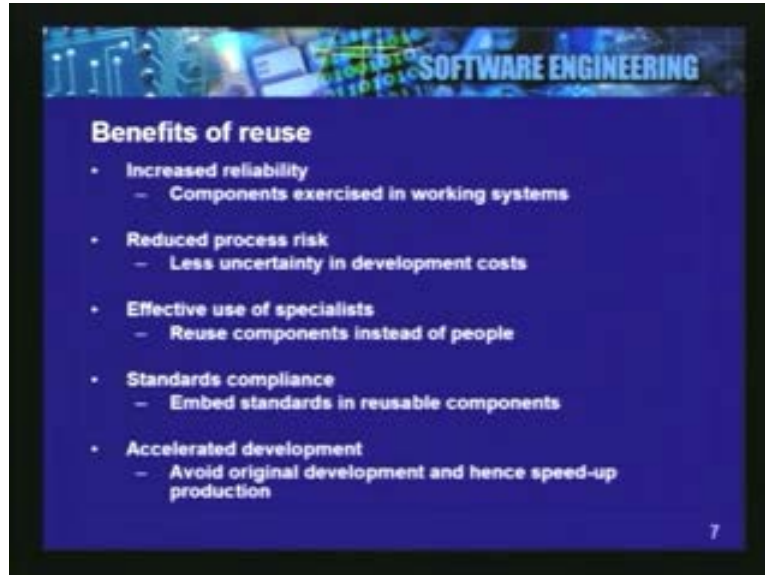 SOFTWARE ENGINEERING
Benefits of reuse
• Increased reliability
– Components exercised in working systems
• Reduced process risk
– Less uncertainty in development costs
• Effective use of specialists
– Reuse components instead of people
• Standards compliance
– Embed standards in reusable components
• Accelerated development
– Avoid original development and hence speed-up
production
7